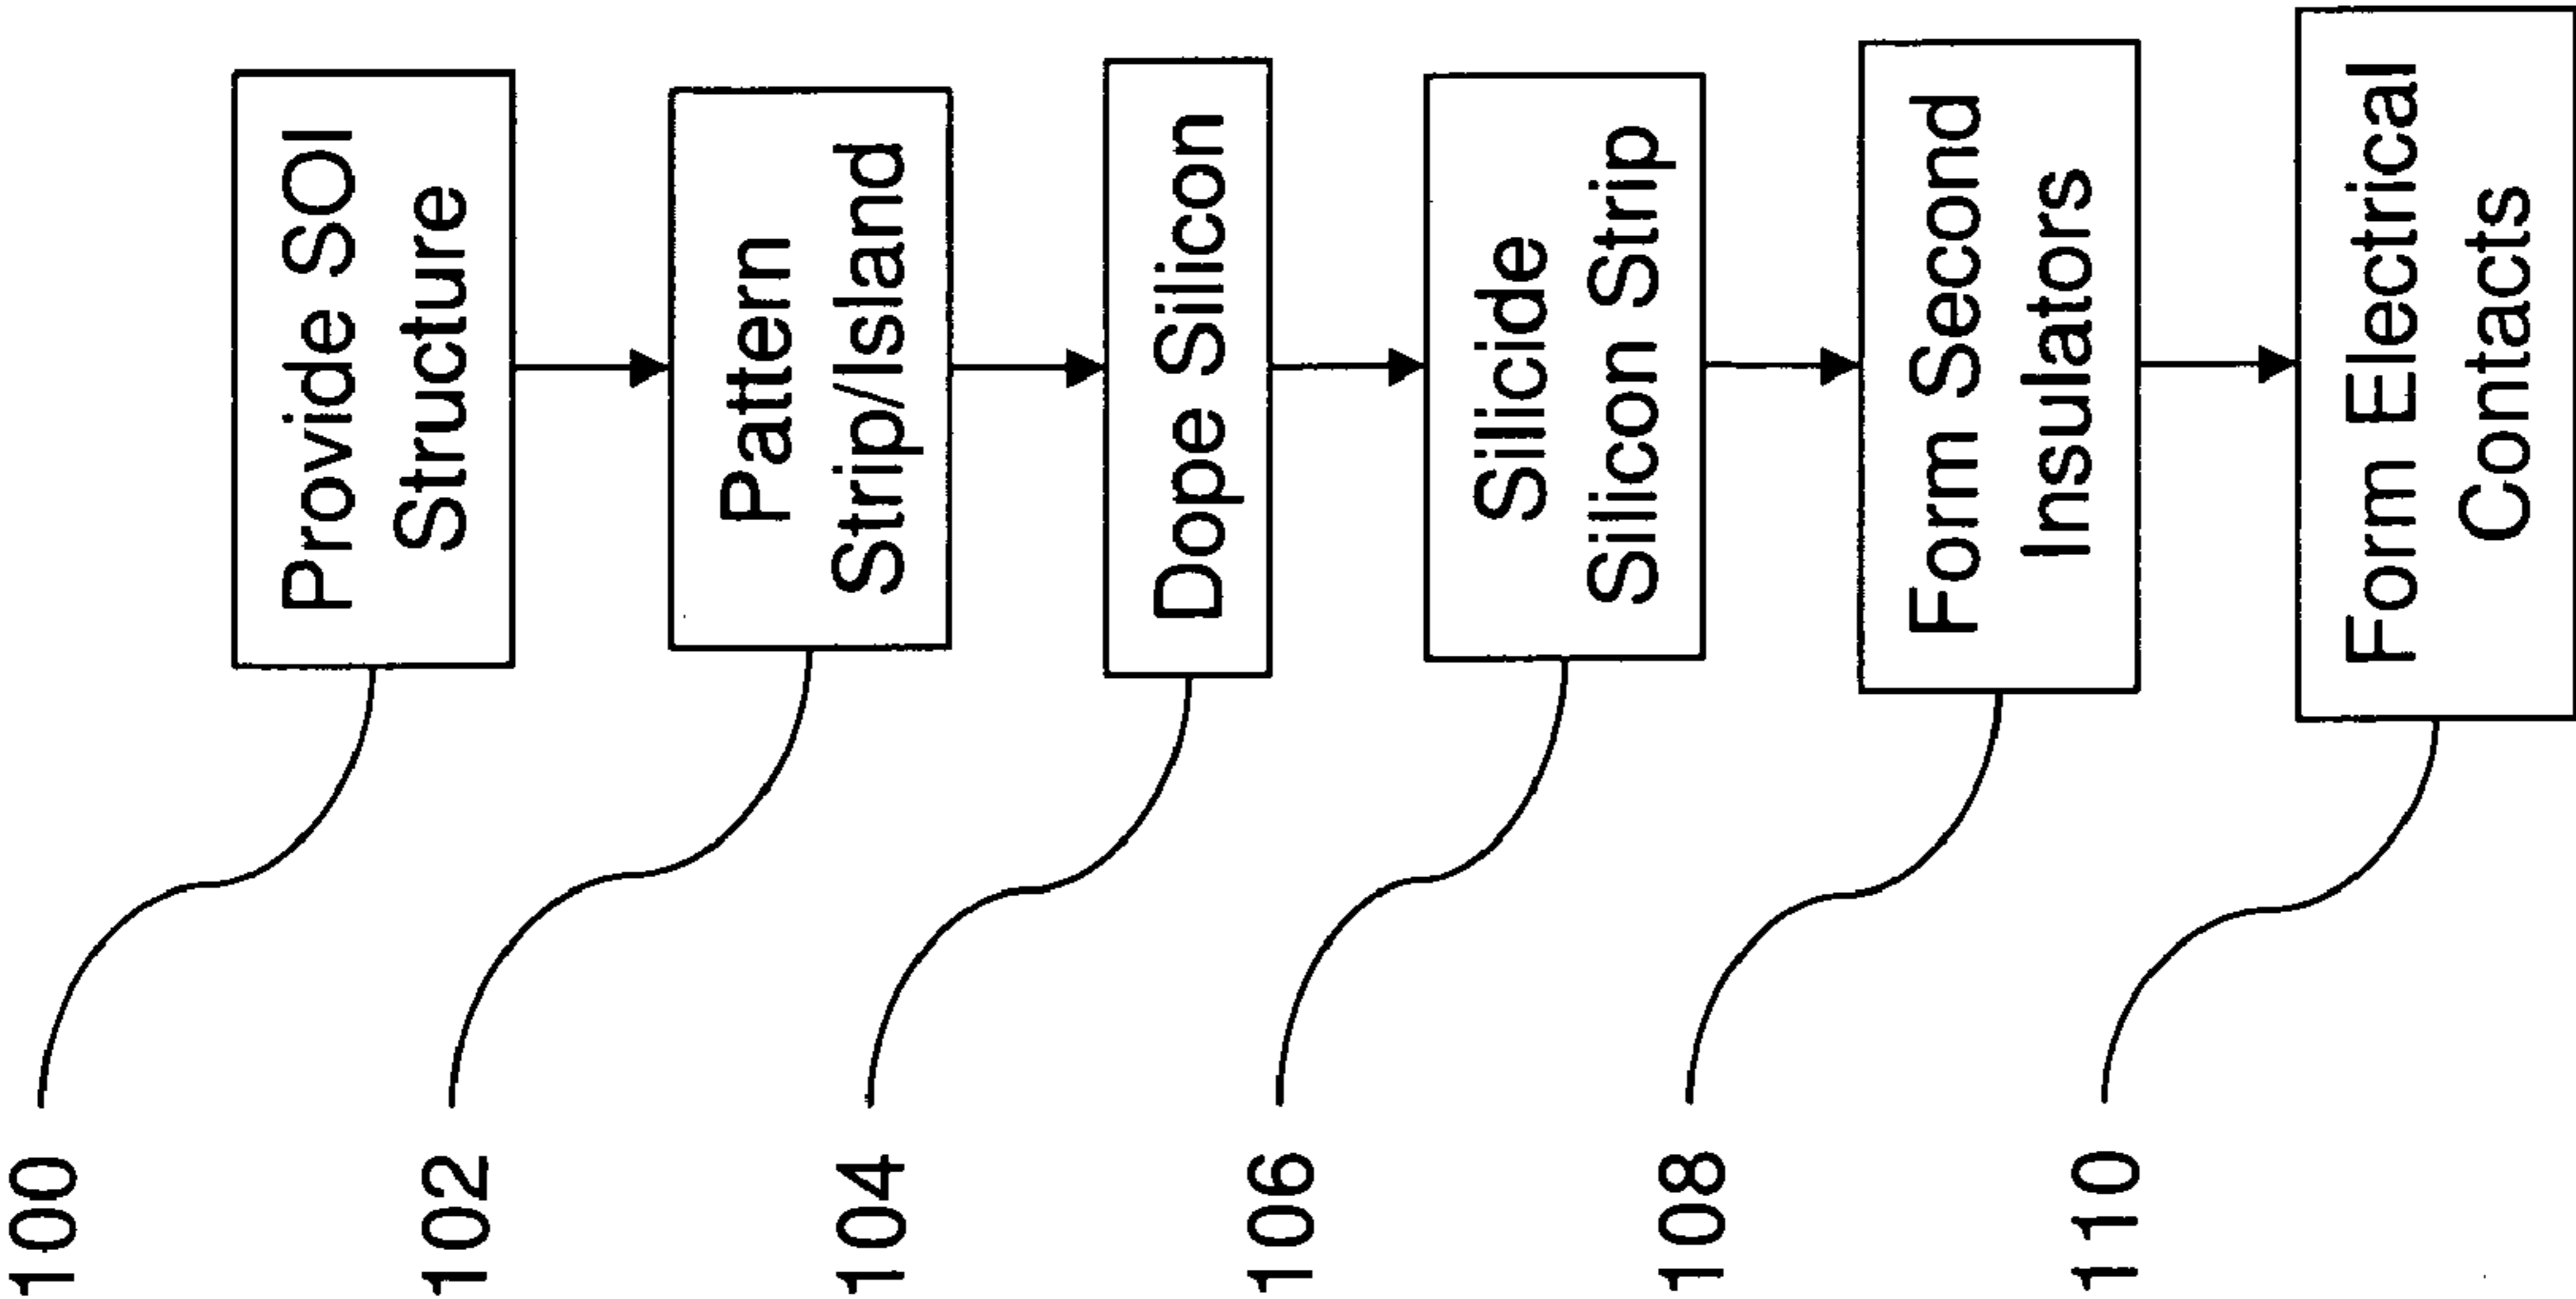 100
Provide SOI
Structure
102
Pattern
Strip/Island
104
Dope Silicon
106
Silicide
Silicon Strip
108
Form Second
Insulators
110
Form Electrical
Contacts